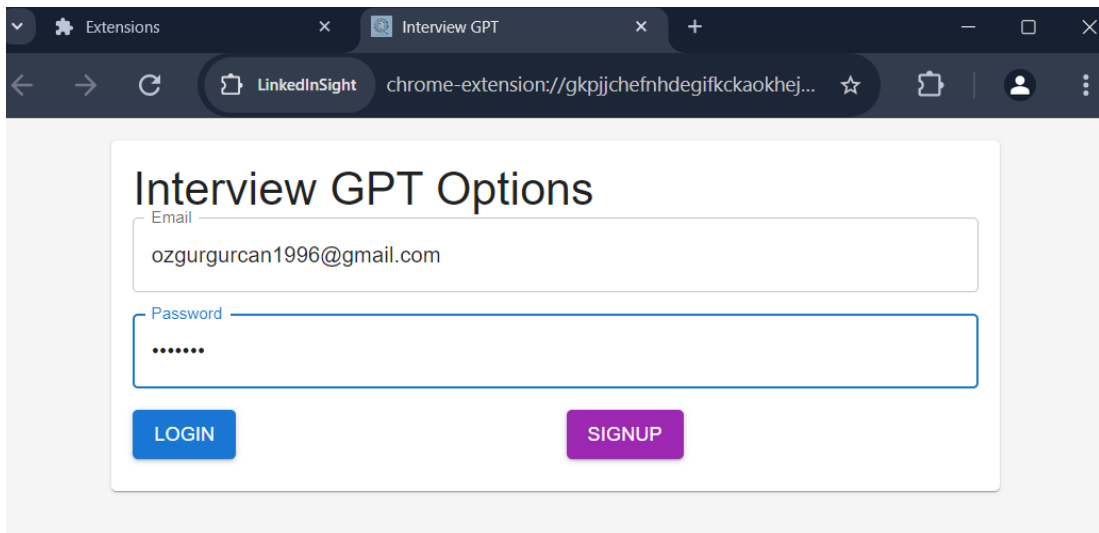 Extensions
Interview GPT
LinkedInSight
chrome-extension://gkpjjchefnhdegifkckaokhej...
Interview GPT Options
Email
ozgurgurcan1996@gmail.com
Password
•••••••
LOGIN
SIGNUP